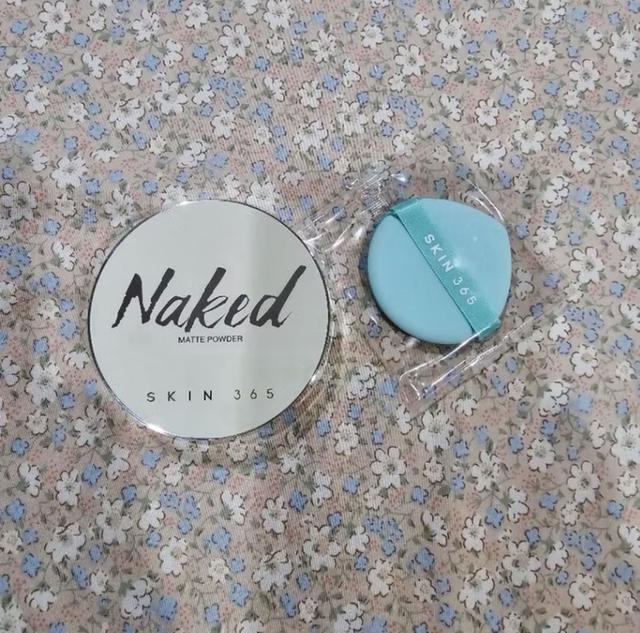 Naked
MATTE POWDER
SKIN 365
SKIN 365